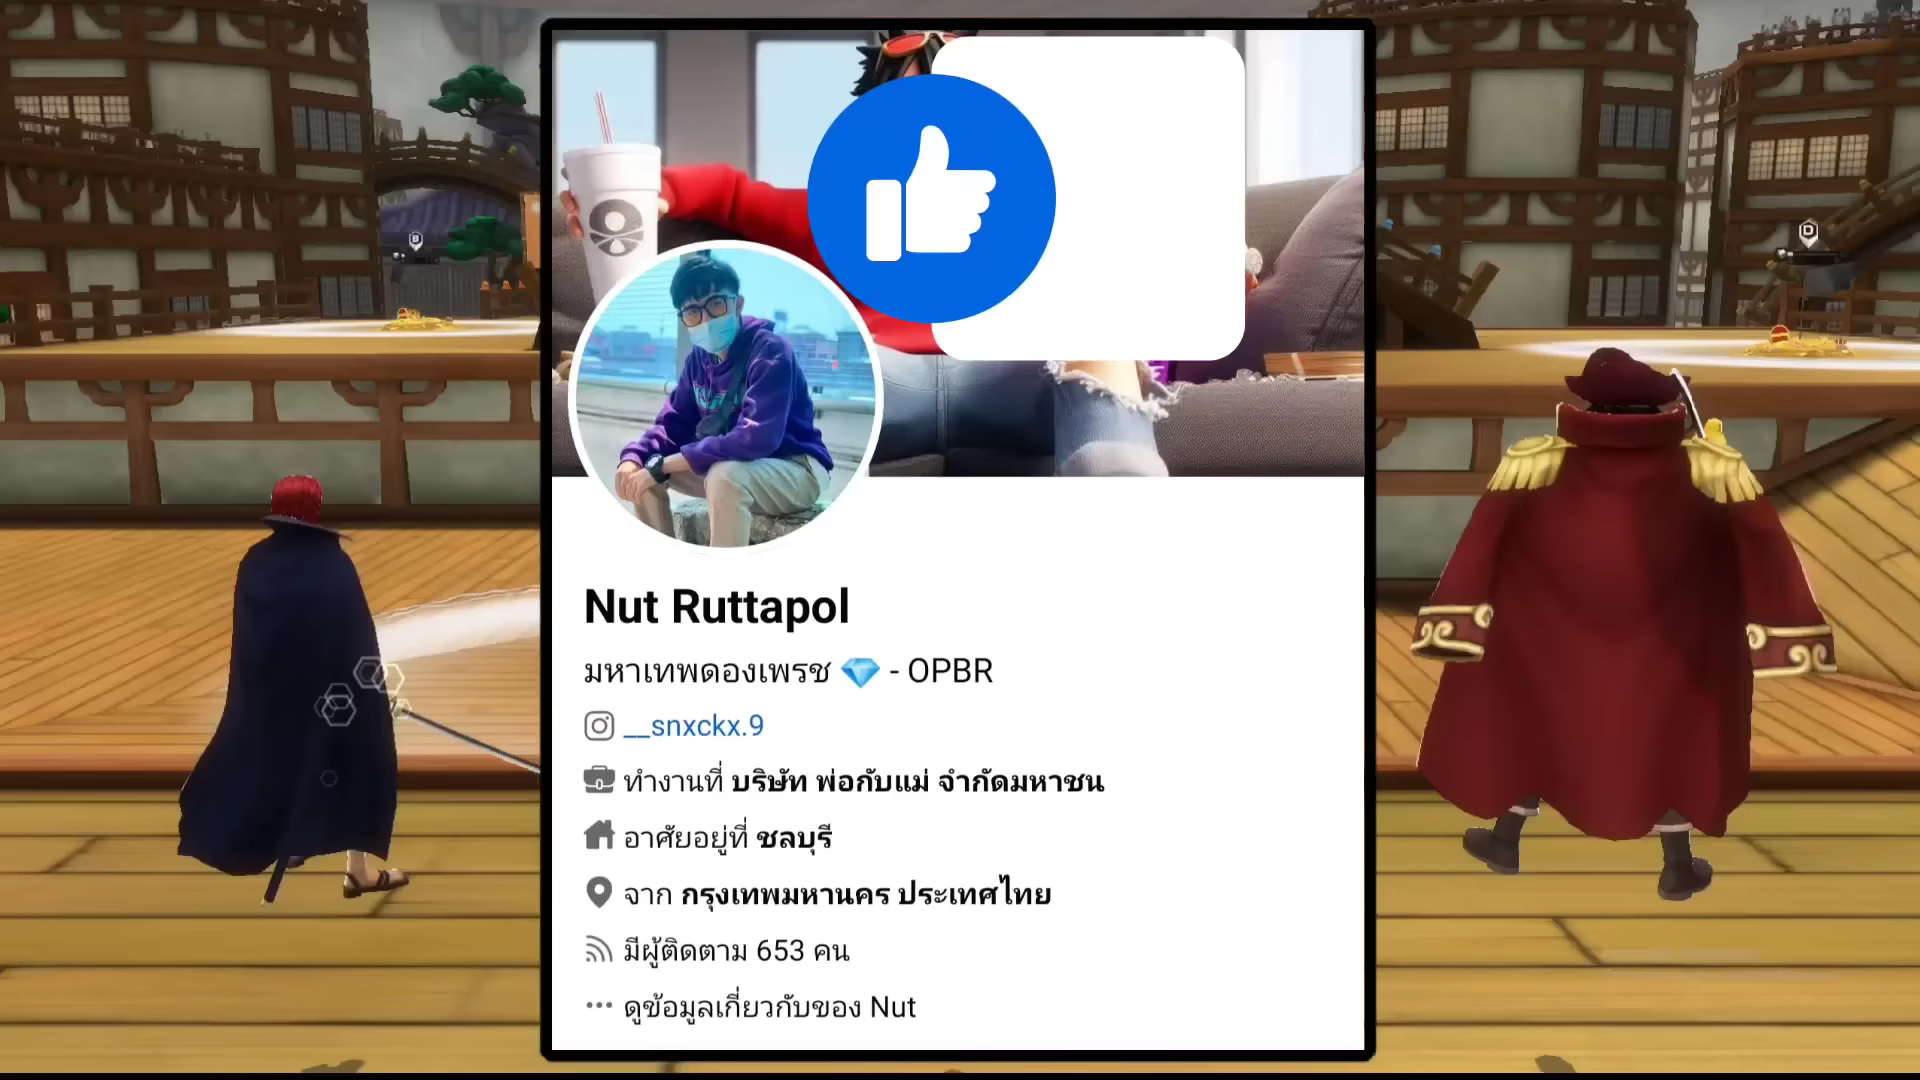 B
D
Nut Ruttapol
มหาเทพดองเพรช 💎 - OPBR
__snxckx.9
ทำงานที่ บริษัท พ่อกับแม่ จำกัดมหาชน
อาศัยอยู่ที่ ชลบุรี
จาก กรุงเทพมหานคร ประเทศไทย
มีผู้ติดตาม 653 คน
ดูข้อมูลเกี่ยวกับของ Nut